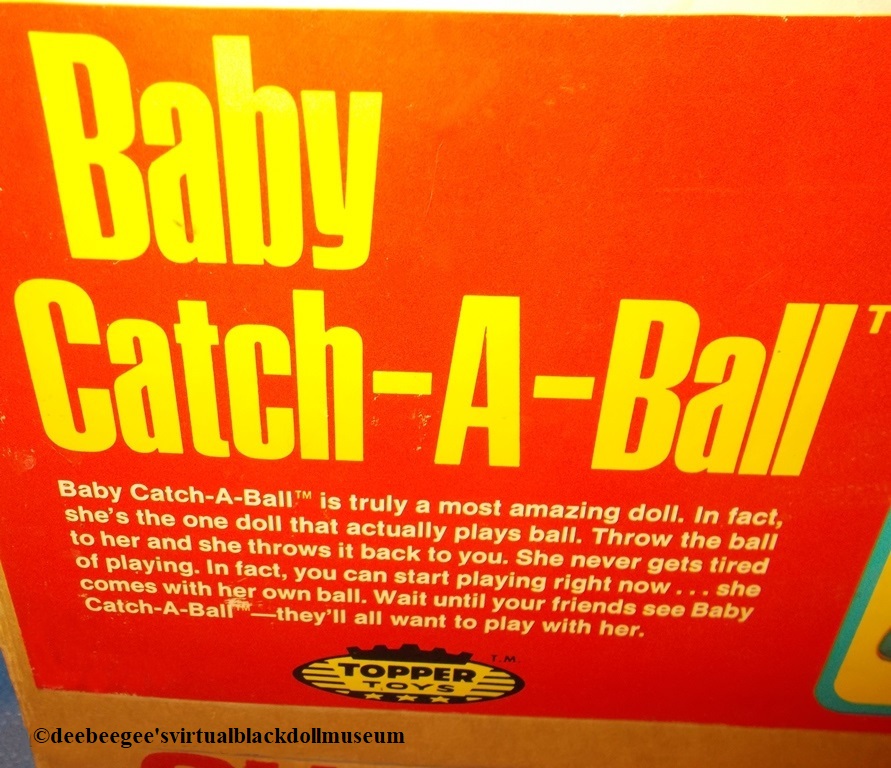 Baby
Catch-A-Ball™
Baby Catch-A-Ball™ is truly a most amazing doll. In fact,
she's the one doll that actually plays ball. Throw the ball
to her and she throws it back to you. She never gets tired
of playing. In fact, you can start playing right now...she
comes with her own ball. Wait until your friends see Baby
Catch-A-Ball™—they'll all want to play with her.
T.M.
TOPPER
TOYS
©deebeegee'svirtualblackdollmuseum